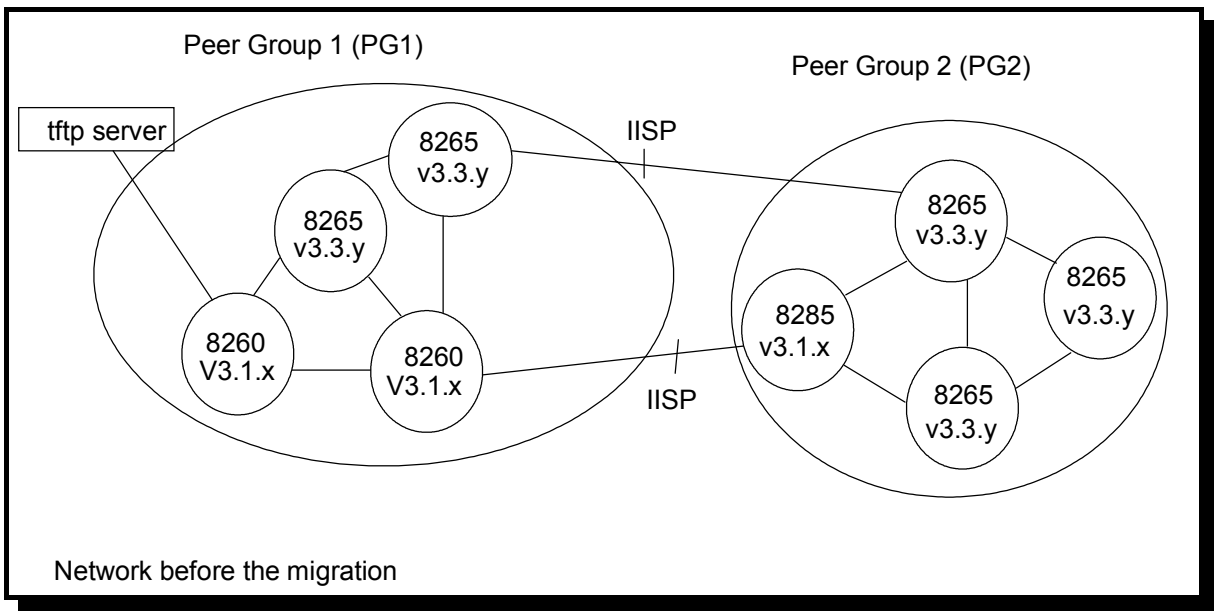 Peer Group 1 (PG1)
Peer Group 2 (PG2)
tftp server
8265
v3.3.y
IISP
8265
v3.3.y
8265
v3.3.y
8265
v3.3.y
8260
V3.1.x
8260
V3.1.x
8285
v3.1.x
IISP
8265
v3.3.y
Network before the migration